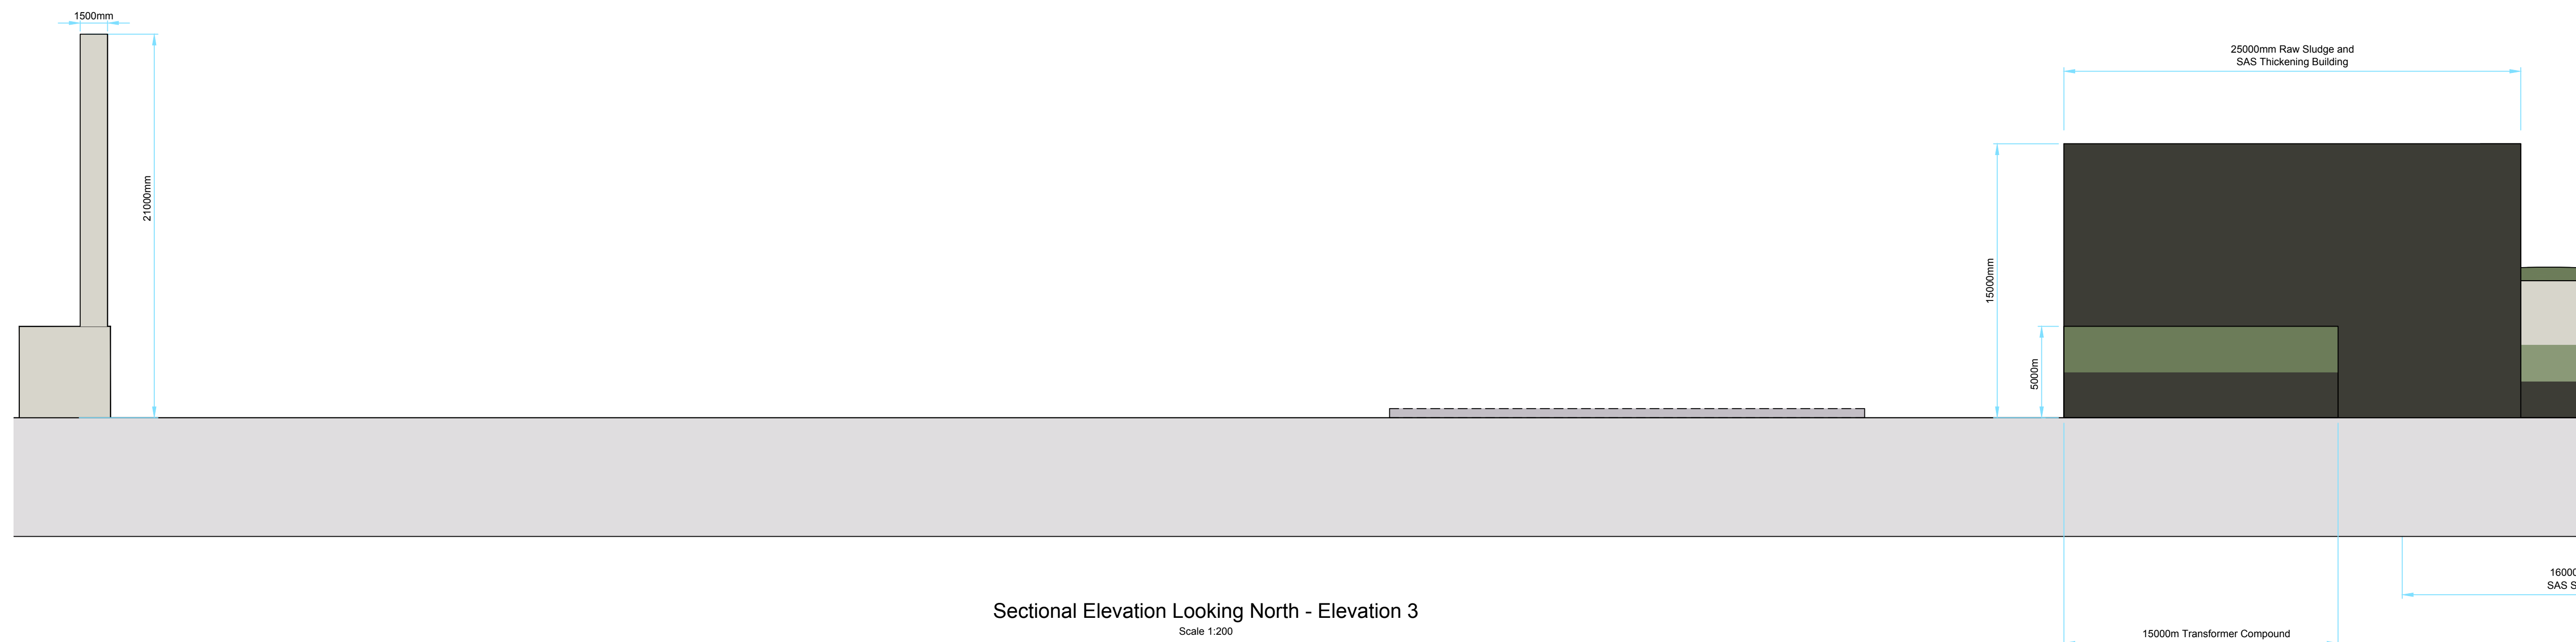 1500mm
21000mm
25000mm Raw Sludge and
SAS Thickening Building
15000mm
5000m
16000
SAS S
Sectional Elevation Looking North - Elevation 3
Scale 1:200
15000m Transformer Compound